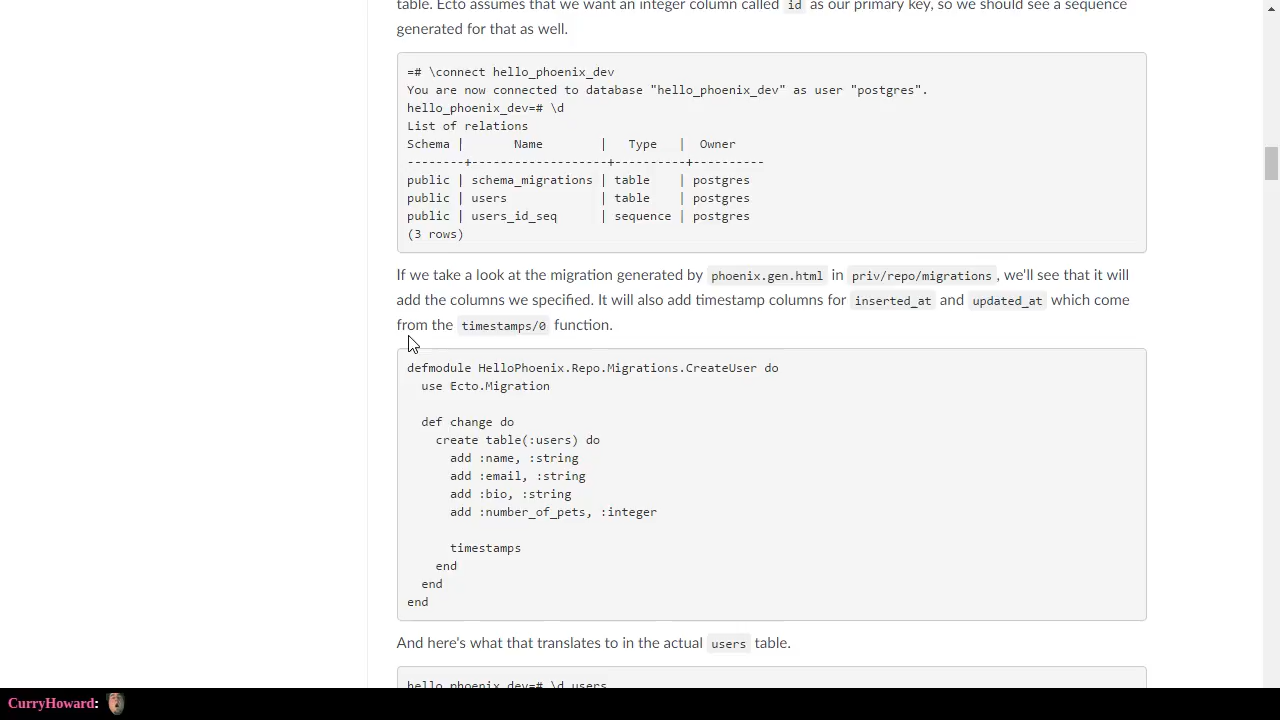 table. Ecto assumes that we want an integer column called id as our primary key, so we should see a sequence
generated for that as well.
=# \connect hello_phoenix_dev
You are now connected to database "hello_phoenix_dev" as user "postgres".
hello_phoenix_dev=# \d
List of relations
Schema |       Name        |   Type   |  Owner
--------+-------------------+----------+----------
public | schema_migrations | table    | postgres
public | users             | table    | postgres
public | users_id_seq      | sequence | postgres
(3 rows)
If we take a look at the migration generated by phoenix.gen.html in priv/repo/migrations, we'll see that it will
add the columns we specified. It will also add timestamp columns for inserted_at and updated_at which come
from the timestamps/0 function.
defmodule HelloPhoenix.Repo.Migrations.CreateUser do
  use Ecto.Migration
  def change do
    create table(:users) do
      add :name, :string
      add :email, :string
      add :bio, :string
      add :number_of_pets, :integer
      timestamps
    end
  end
end
And here's what that translates to in the actual users table.
hello_phoenix_dev=# \d users
CurryHoward: